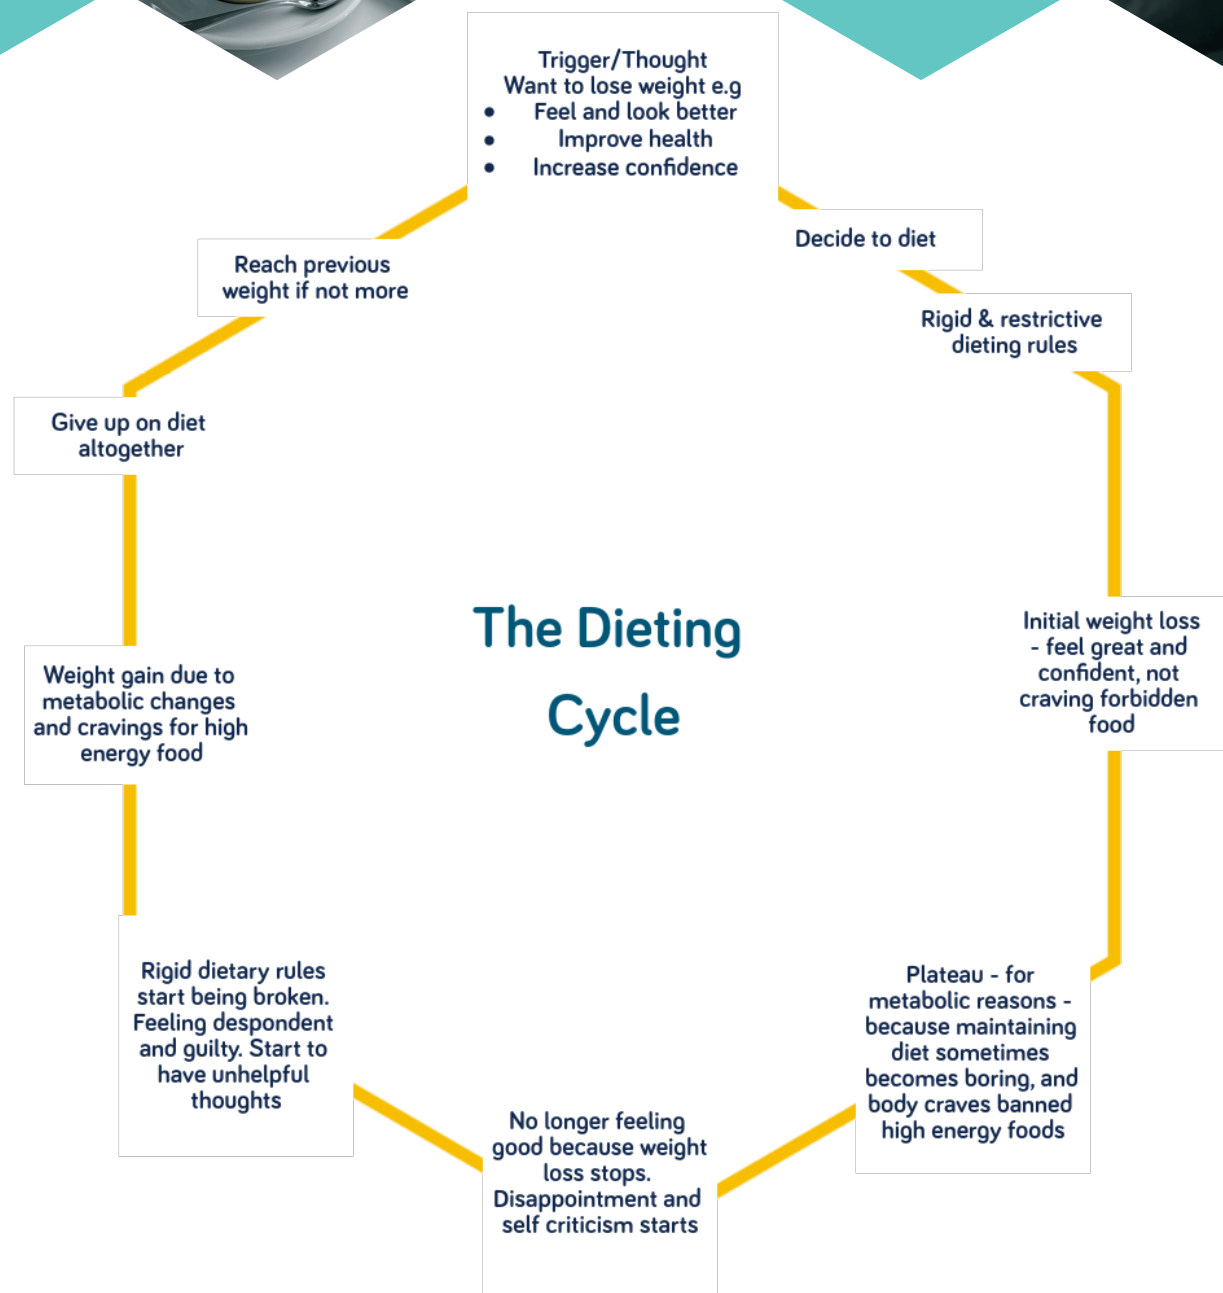 Trigger/Thought
Want to lose weight e.g
• Feel and look better
• Improve health
• Increase confidence
Decide to diet
Rigid & restrictive
dieting rules
Initial weight loss
- feel great and
confident, not
craving forbidden
food
Plateau - for
metabolic reasons -
because maintaining
diet sometimes
becomes boring, and
body craves banned
high energy foods
No longer feeling
good because weight
loss stops.
Disappointment and
self criticism starts
Rigid dietary rules
start being broken.
Feeling despondent
and guilty. Start to
have unhelpful
thoughts
Weight gain due to
metabolic changes
and cravings for high
energy food
Give up on diet
altogether
Reach previous
weight if not more
The Dieting
Cycle